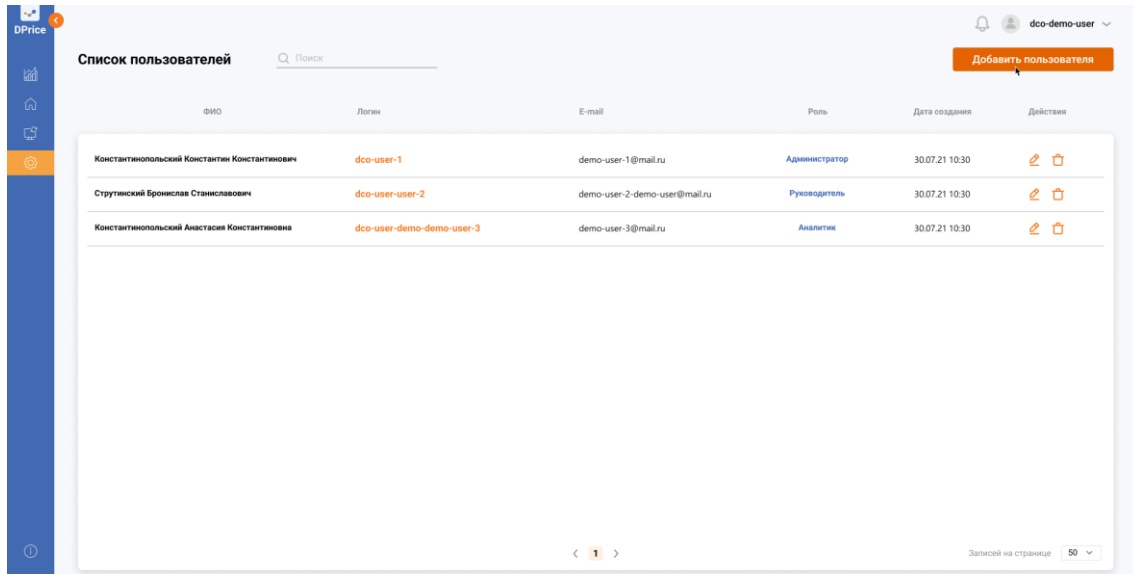 DPrice
dco-demo-user
Список пользователей
Поиск
Добавить пользователя
ФИО Логин E-mail Роль Дата создания Действия
Константинопольский Константин Константинович dco-user-1 demo-user-1@mail.ru Администратор 30.07.21 10:30
Струтинский Бронислав Станиславович dco-user-user-2 demo-user-2-demo-user@mail.ru Руководитель 30.07.21 10:30
Константинопольский Анастасия Константиновна dco-user-demo-demo-user-3 demo-user-3@mail.ru Аналитик 30.07.21 10:30
1
Записей на странице 50